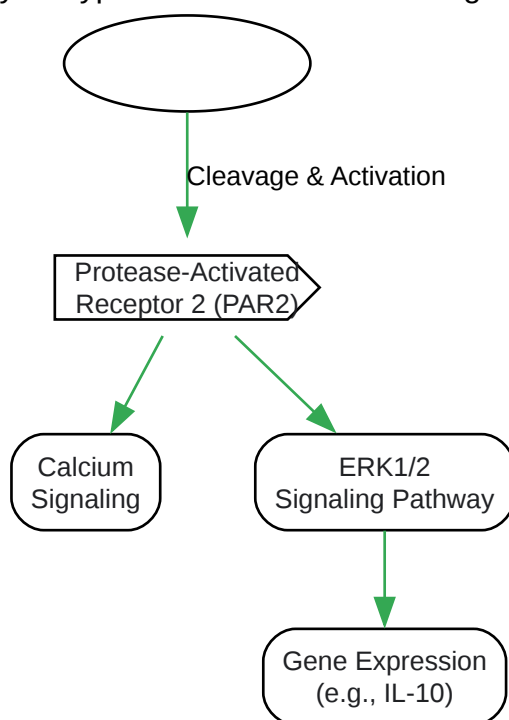 Cleavage & Activation
Protease-Activated
Receptor 2 (PAR2)
Calcium
Signaling
ERK1/2
Signaling Pathway
Gene Expression
(e.g., IL-10)